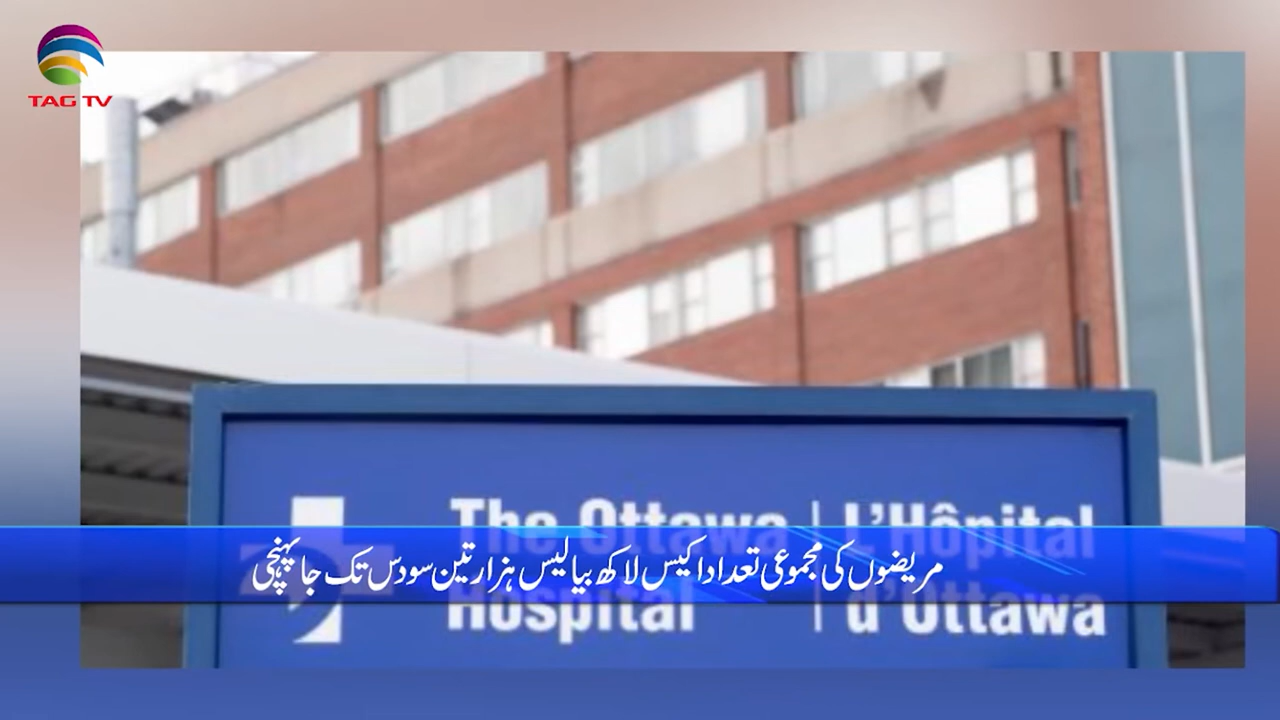 TAG TV
The Ottawa
Hospital
L'Hôpital
d'Ottawa
مریضوں کی مجموعی تعداد اکیس لاکھ بیالیس ہزار تین سو دس تک جا پہنچی